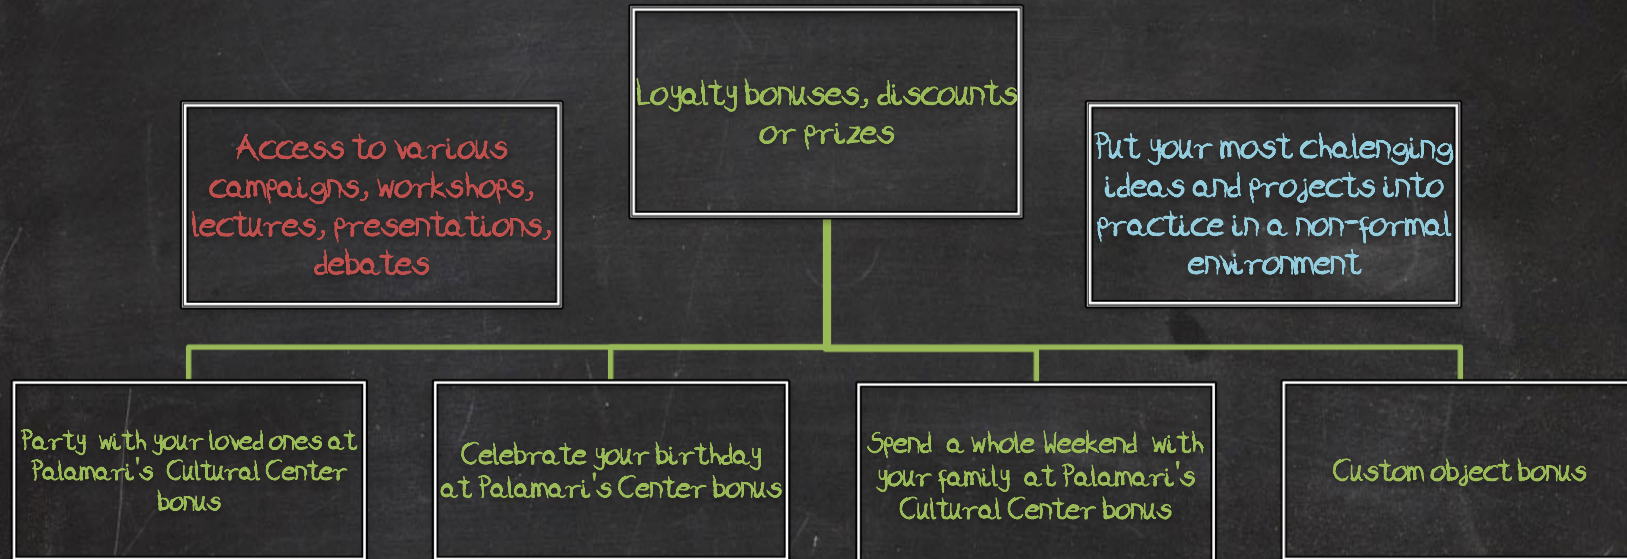 Loyalty bonuses, discounts
or prizes
Access to various
campaigns, workshops,
lectures, presentations,
debates
Put your most chalenging
ideas and projects into
practice in a non-formal
environment
Party with your loved ones at
Palamari's Cultural Center
bonus
Celebrate your birthday
at Palamari's Center bonus
Spend a whole Weekend with
your family at Palamari's
Cultural Center bonus
Custom object bonus